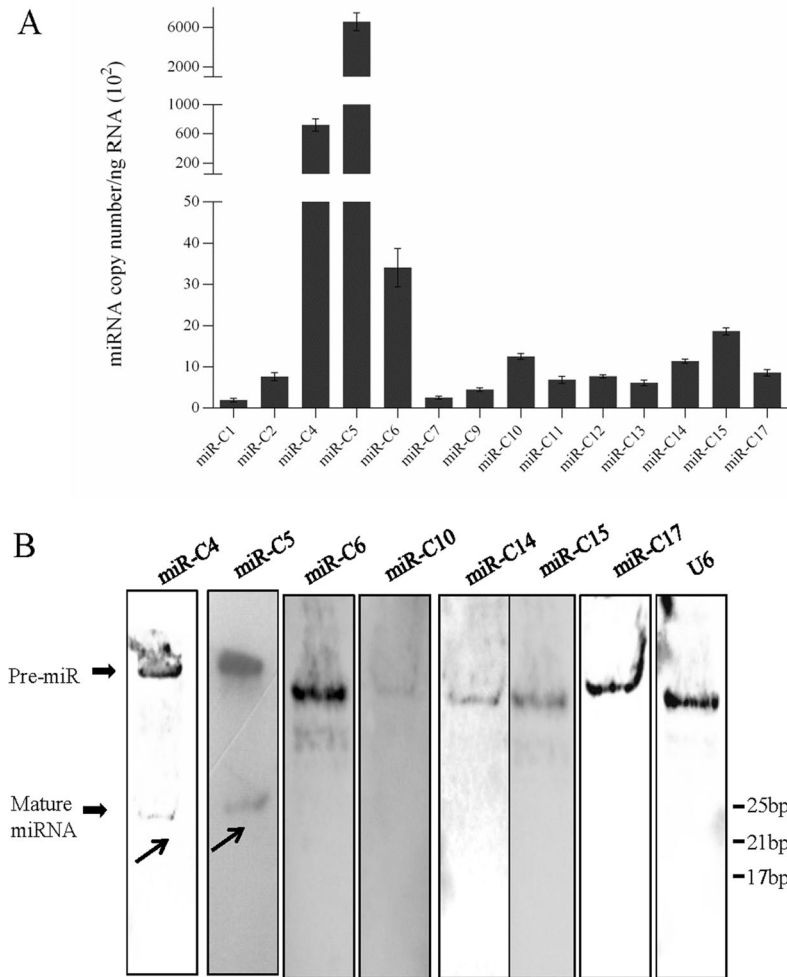 A
miRNA copy number/ng RNA (10²)
6000
2000
1000
600
200
50
40
30
20
10
0
miR-C1
miR-C2
miR-C4
miR-C5
miR-C6
miR-C7
miR-C9
miR-C10
miR-C11
miR-C12
miR-C13
miR-C14
miR-C15
miR-C17
B
miR-C4
miR-C5
miR-C6
miR-C10
miR-C14
miR-C15
miR-C17
U6
Pre-miR
Mature
miRNA
25bp
21bp
17bp